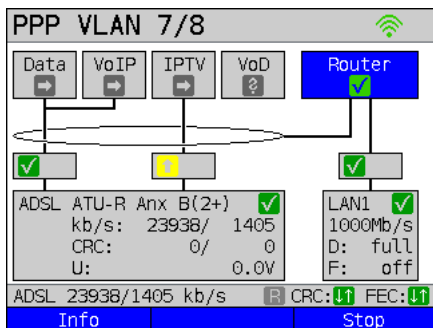 PPP VLAN 7/8
Data VoIP IPTV VoD Router
ADSL ATU-R Anx B(2+)
kb/s: 23938/ 1405
CRC: 0/ 0
U: 0.0V
LAN1
1000Mb/s
D: full
F: off
ADSL 23938/1405 kb/s R CRC: FEC:
Info Stop